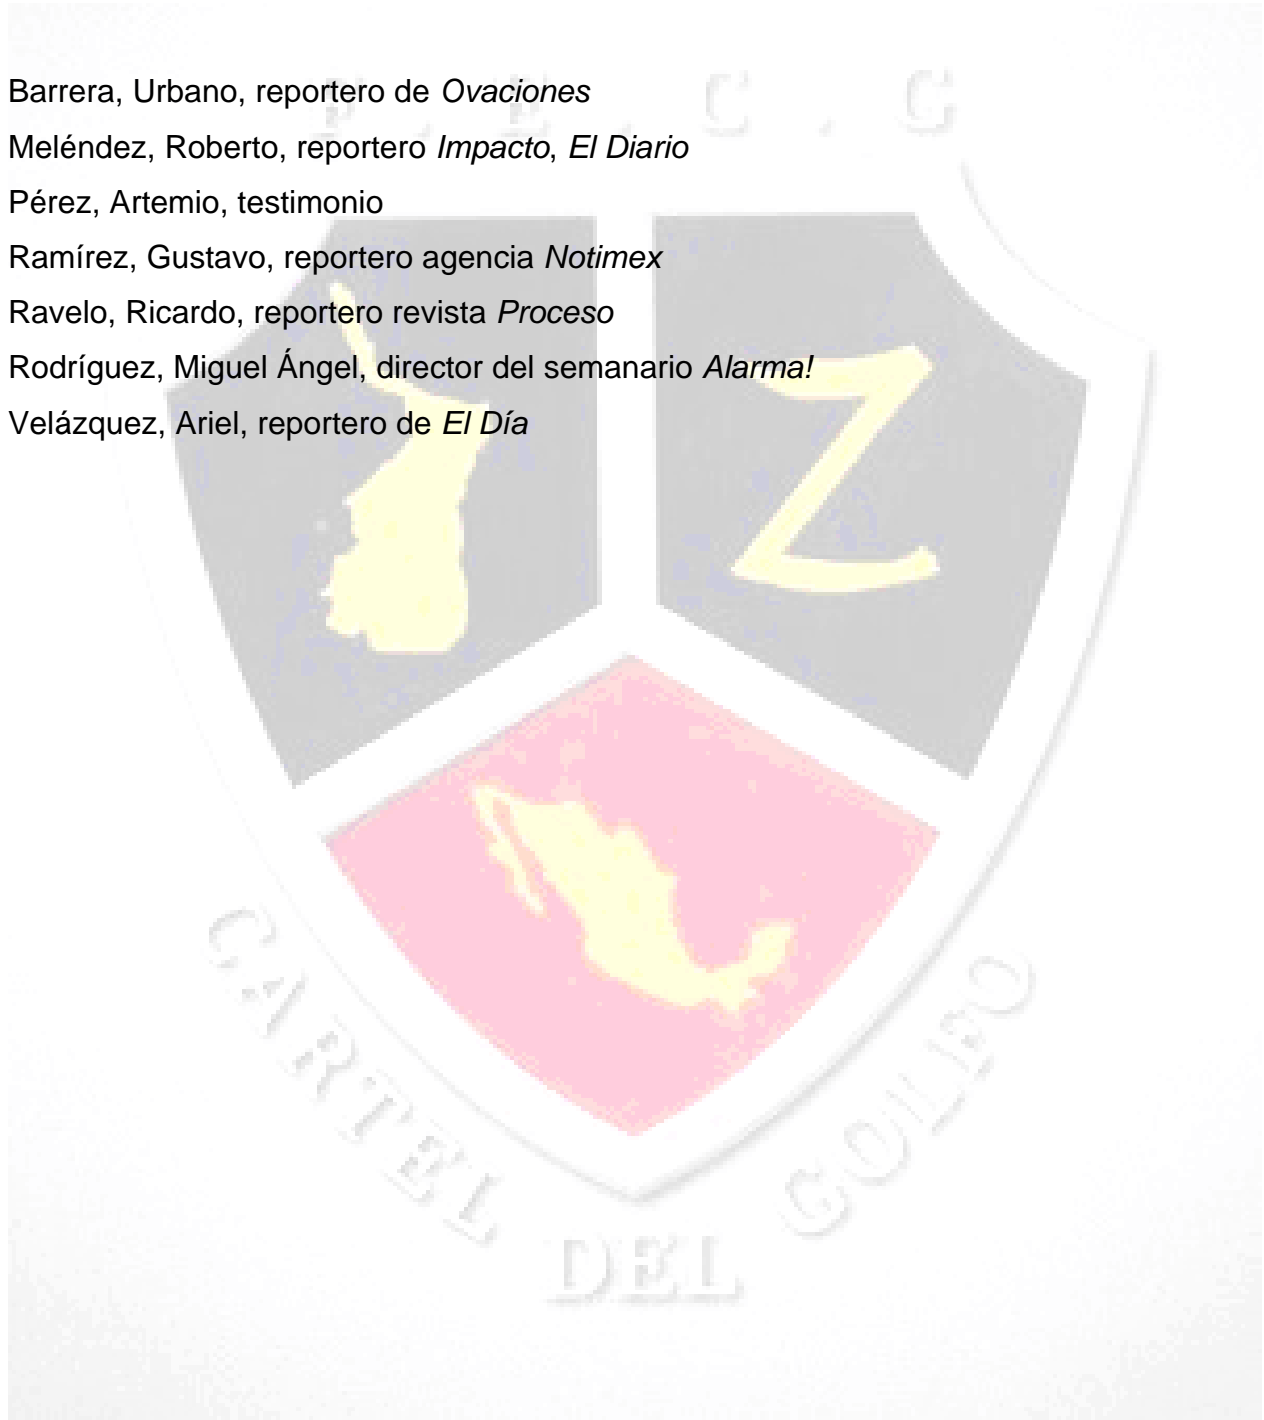 F . E . C . G
Barrera, Urbano, reportero de Ovaciones
Meléndez, Roberto, reportero Impacto, El Diario
Pérez, Artemio, testimonio
Ramírez, Gustavo, reportero agencia Notimex
Ravelo, Ricardo, reportero revista Proceso
Rodríguez, Miguel Ángel, director del semanario Alarma!
Velázquez, Ariel, reportero de El Día
Z
CARTEL DEL GOLFO